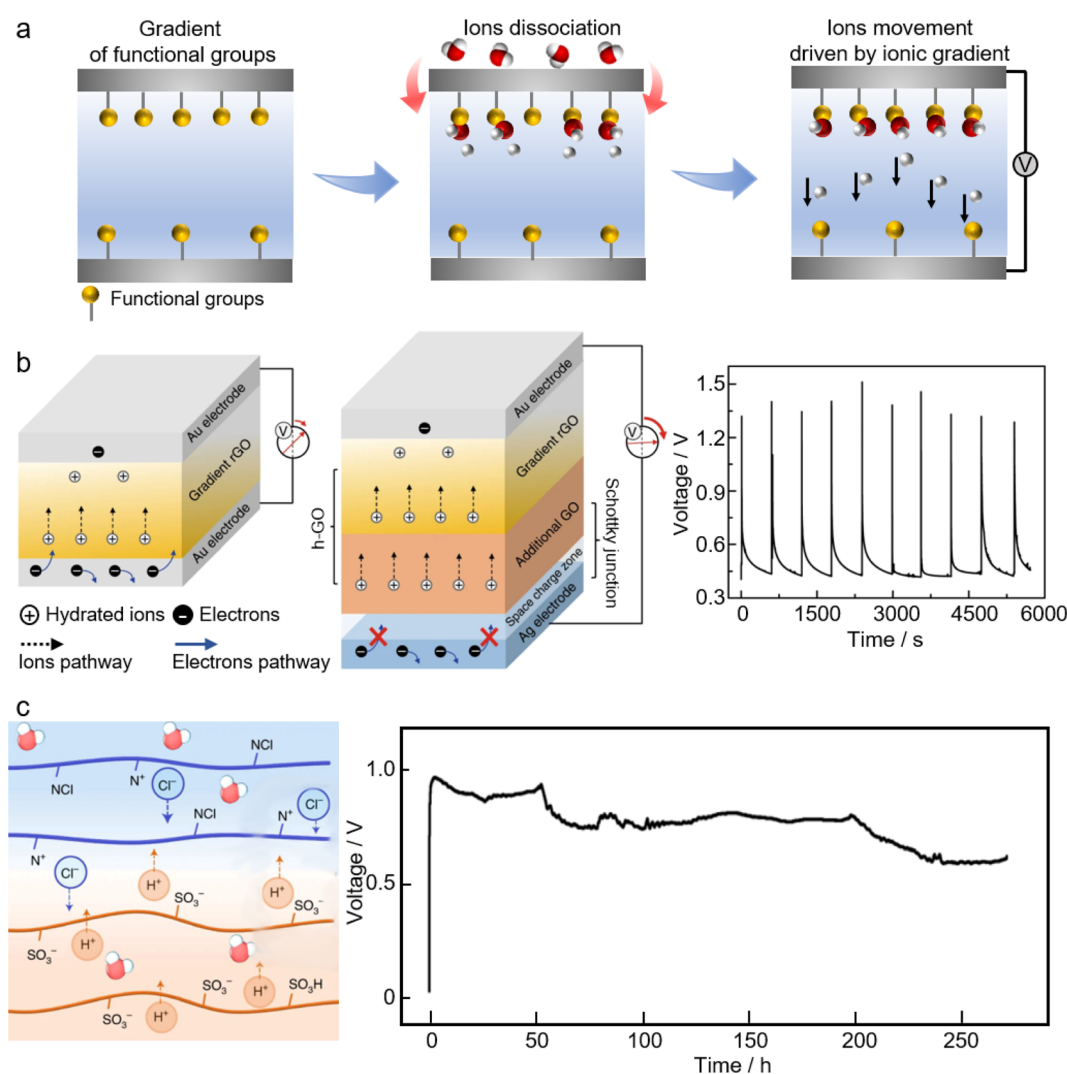 a
Gradient
of functional groups
Ions dissociation
Ions movement
driven by ionic gradient
V
Functional groups
b
Au electrode
Gradient rGO
Au electrode
V
Hydrated ions
Electrons
Ions pathway
Electrons pathway
h-GO
Au electrode
Gradient rGO
Additional GO
Space charge zone
Ag electrode
Schottky junction
V
Voltage / V
1.5
1.2
0.9
0.6
0.3
0 1500 3000 4500 6000
Time / s
c
NCl
NCl
N⁺
Cl⁻
NCl
Cl⁻
N⁺
N⁺
Cl⁻
H⁺
H⁺
SO₃⁻
SO₃⁻
SO₃⁻
H⁺
SO₃⁻
SO₃H
H⁺
SO₃⁻
H⁺
Voltage / V
1.0
0.5
0
0 50 100 150 200 250
Time / h